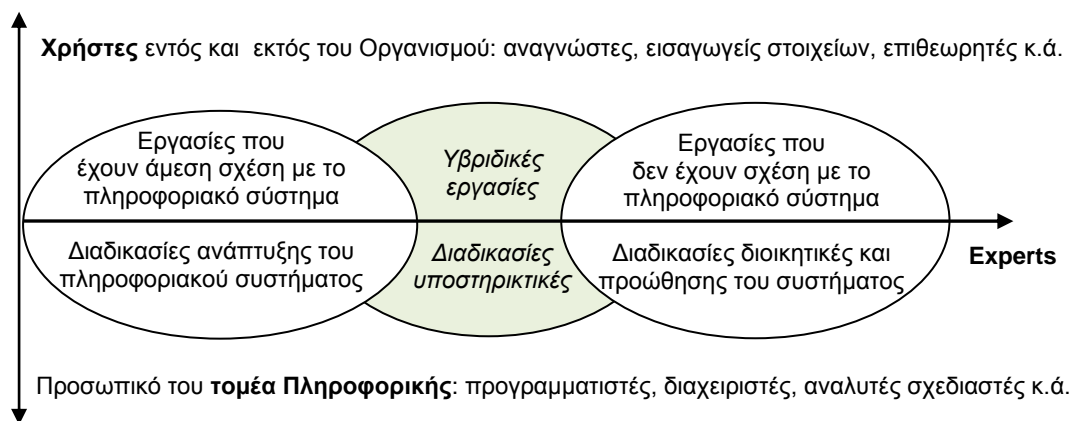 Χρήστες εντός και εκτός του Οργανισμού: αναγνώστες, εισαγωγείς στοιχείων, επιθεωρητές κ.ά.
Εργασίες που
έχουν άμεση σχέση με το
πληροφοριακό σύστημα
Υβριδικές
εργασίες
Εργασίες που
δεν έχουν σχέση με το
πληροφοριακό σύστημα
Διαδικασίες ανάπτυξης του
πληροφοριακού συστήματος
Διαδικασίες
υποστηρικτικές
Διαδικασίες διοικητικές και
προώθησης του συστήματος
Experts
Προσωπικό του τομέα Πληροφορικής: προγραμματιστές, διαχειριστές, αναλυτές σχεδιαστές κ.ά.